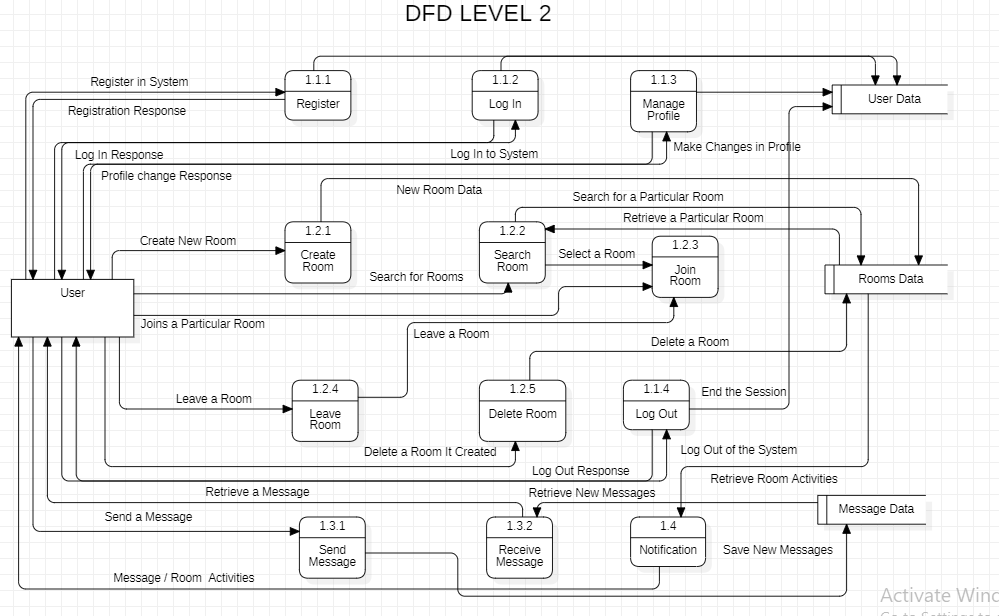 DFD LEVEL 2
1.1.1
Register
1.1.2
Log In
1.1.3
Manage
Profile
User Data
Register in System
Registration Response
Log In Response
Log In to System
Make Changes in Profile
Profile change Response
New Room Data
Search for a Particular Room
Retrieve a Particular Room
1.2.1
Create
Room
1.2.2
Search
Room
1.2.3
Join
Room
Create New Room
Select a Room
Search for Rooms
Rooms Data
User
Joins a Particular Room
Leave a Room
Delete a Room
1.2.4
Leave
Room
1.2.5
Delete Room
1.1.4
Log Out
End the Session
Leave a Room
Delete a Room It Created
Log Out of the System
Log Out Response
Retrieve Room Activities
Retrieve a Message
Retrieve New Messages
Message Data
Send a Message
1.3.1
Send
Message
1.3.2
Receive
Message
1.4
Notification
Save New Messages
Message / Room  Activities
Activate Wind